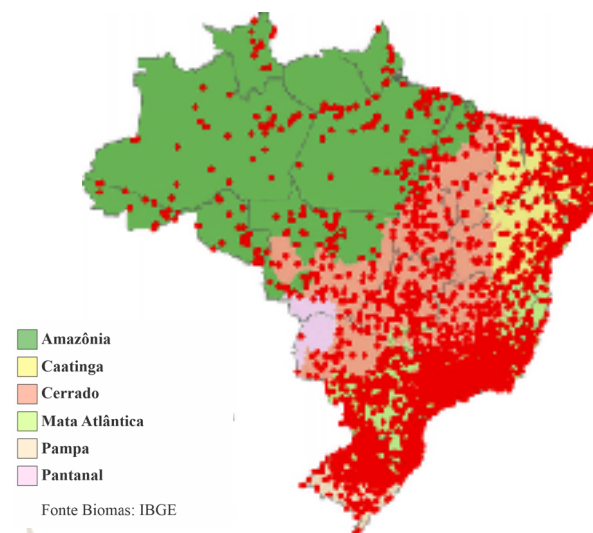 Amazônia
Caatinga
Cerrado
Mata Atlântica
Pampa
Pantanal
Fonte Biomas: IBGE